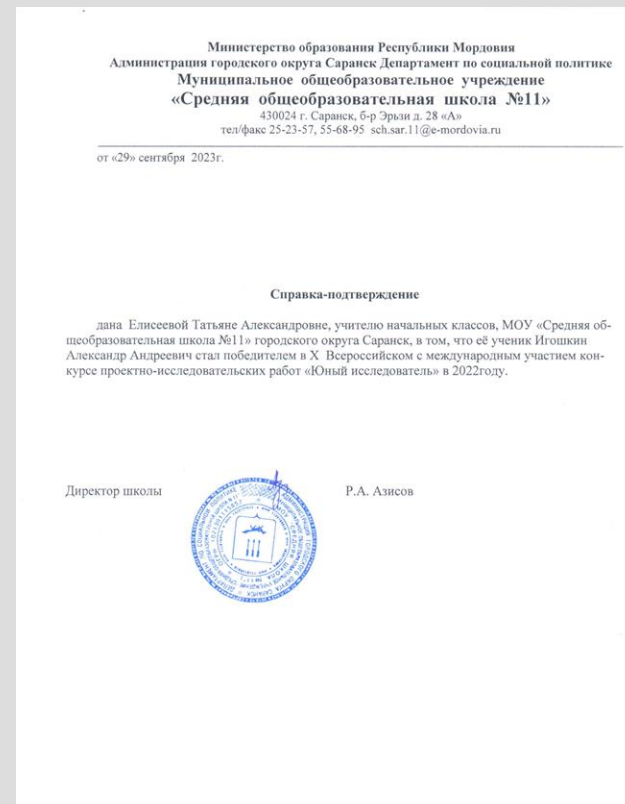 Министерство образования Республики Мордовия
Администрация городского округа Саранск Департамент по социальной политике
Муниципальное общеобразовательное учреждение
«Средняя общеобразовательная школа №11»
430024 г. Саранск, б-р Эрьзи д. 28 «А»
тел/факс 25-23-57, 55-68-95 sch.sar.11@e-mordovia.ru
от «29» сентября 2023г.
Справка-подтверждение
дана Елисеевой Татьяне Александровне, учителю начальных классов, МОУ «Средняя об-
щеобразовательная школа №11» городского округа Саранск, в том, что её ученик Игошкин
Александр Андреевич стал победителем в X Всероссийском с международным участием кон-
курсе проектно-исследовательских работ «Юный исследователь» в 2022году.
Директор школы Р.А. Азисов